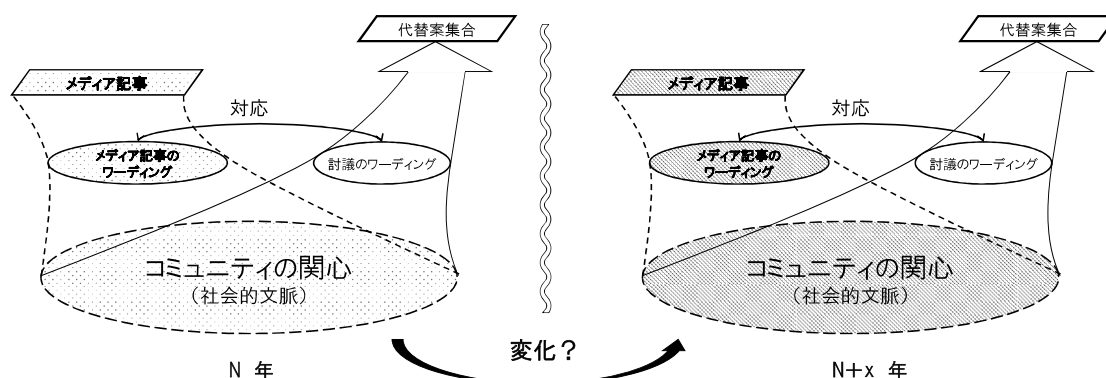 代替案集合
メディア記事
対応
メディア記事の
ワーディング
討議のワーディング
コミュニティの関心
（社会的文脈）
N 年
変化？
代替案集合
メディア記事
対応
メディア記事の
ワーディング
討議のワーディング
コミュニティの関心
（社会的文脈）
N+x 年